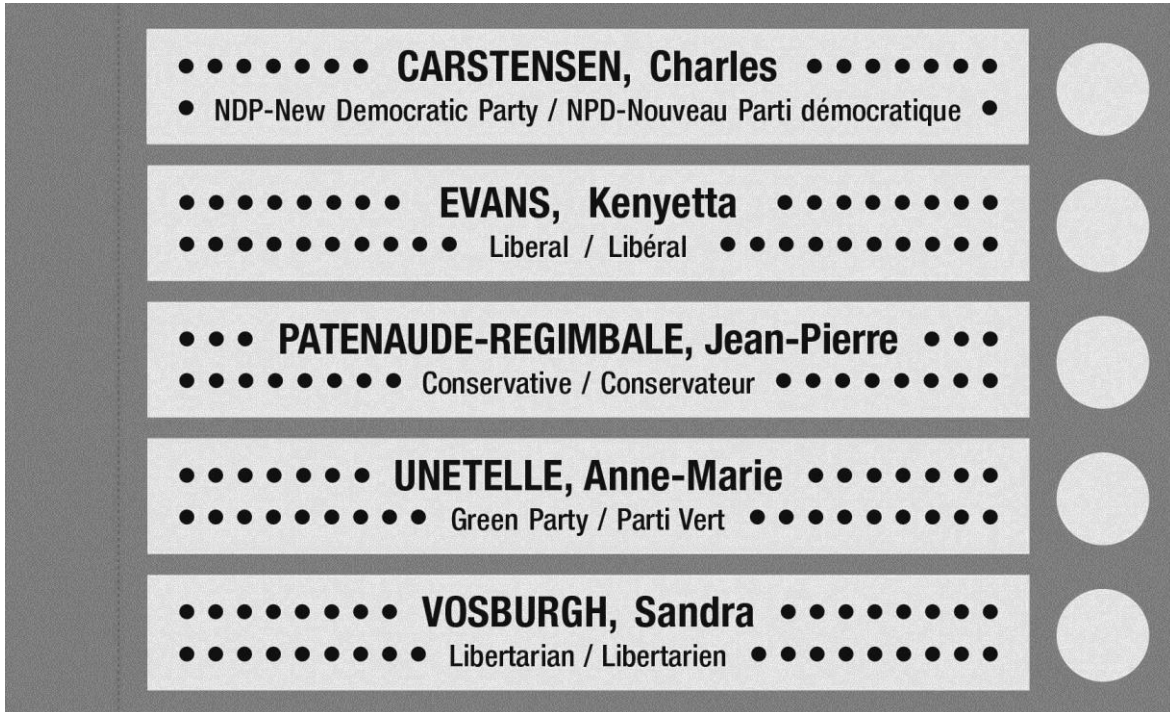 CARSTENSEN, Charles
NDP-New Democratic Party / NPD-Nouveau Parti démocratique
EVANS, Kenyetta
Liberal / Libéral
PATENAUDE-REGIMBALE, Jean-Pierre
Conservative / Conservateur
UNETELLE, Anne-Marie
Green Party / Parti Vert
VOSBURGH, Sandra
Libertarian / Libertarien